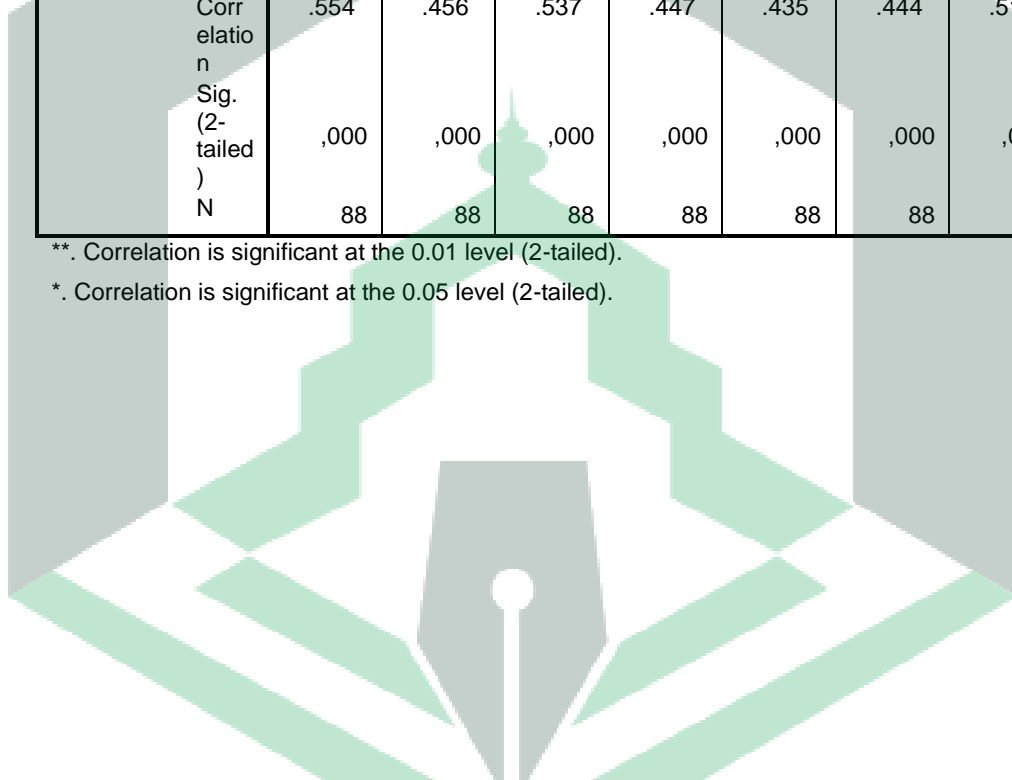 Corr .554 .456 .537 .447 .435 .444
elatio
n
Sig.
(2-
tailed ,000 ,000 ,000 ,000 ,000 ,000
)
N 88 88 88 88 88 88
**. Correlation is significant at the 0.01 level (2-tailed).
*. Correlation is significant at the 0.05 level (2-tailed).